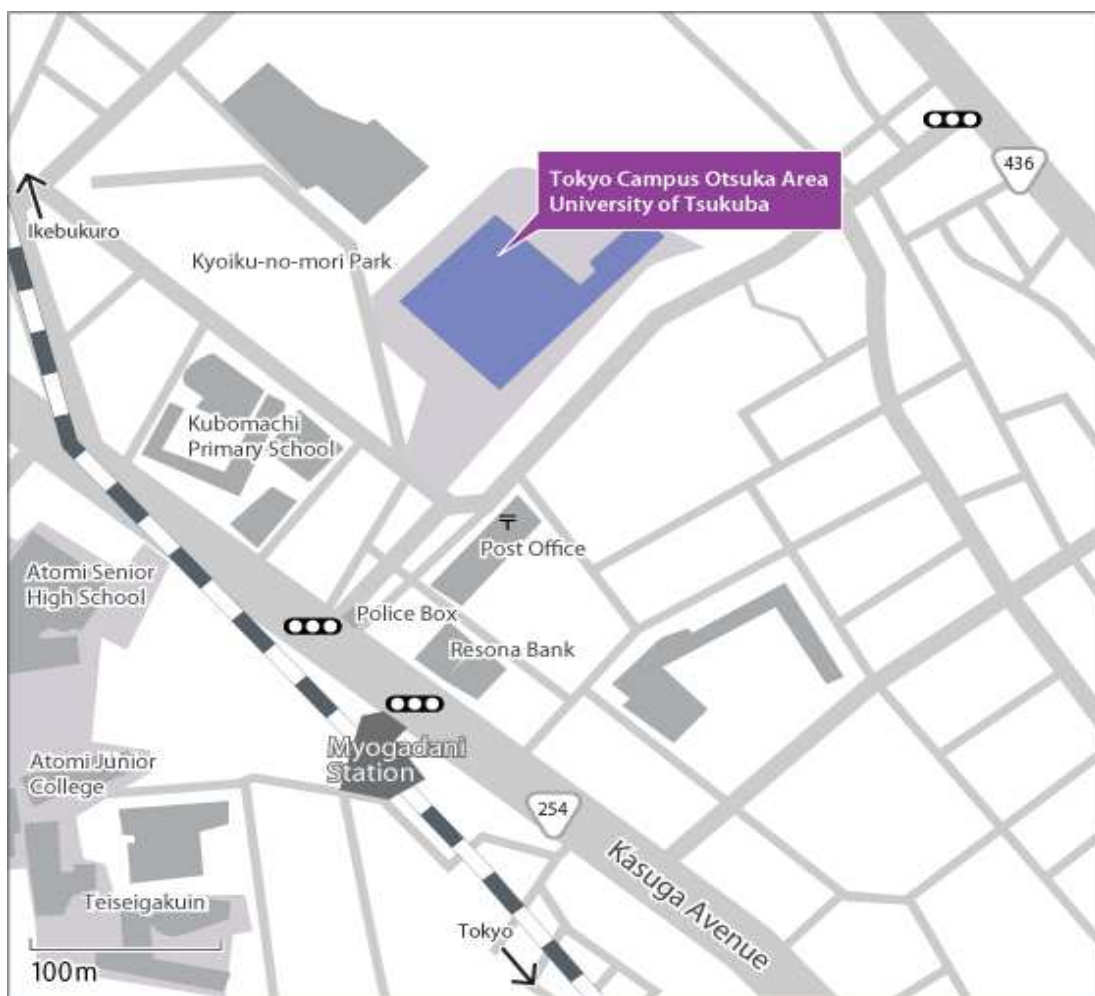 436
Tokyo Campus Otsuka Area
University of Tsukuba
Ikebukuro
Kyoiku-no-mori Park
Kubomachi
Primary School
〒
Post Office
Atomi Senior
High School
Police Box
Resona Bank
Myogadani
Station
Atomi Junior
College
254
Kasuga Avenue
Teiseigakuin
Tokyo
100m